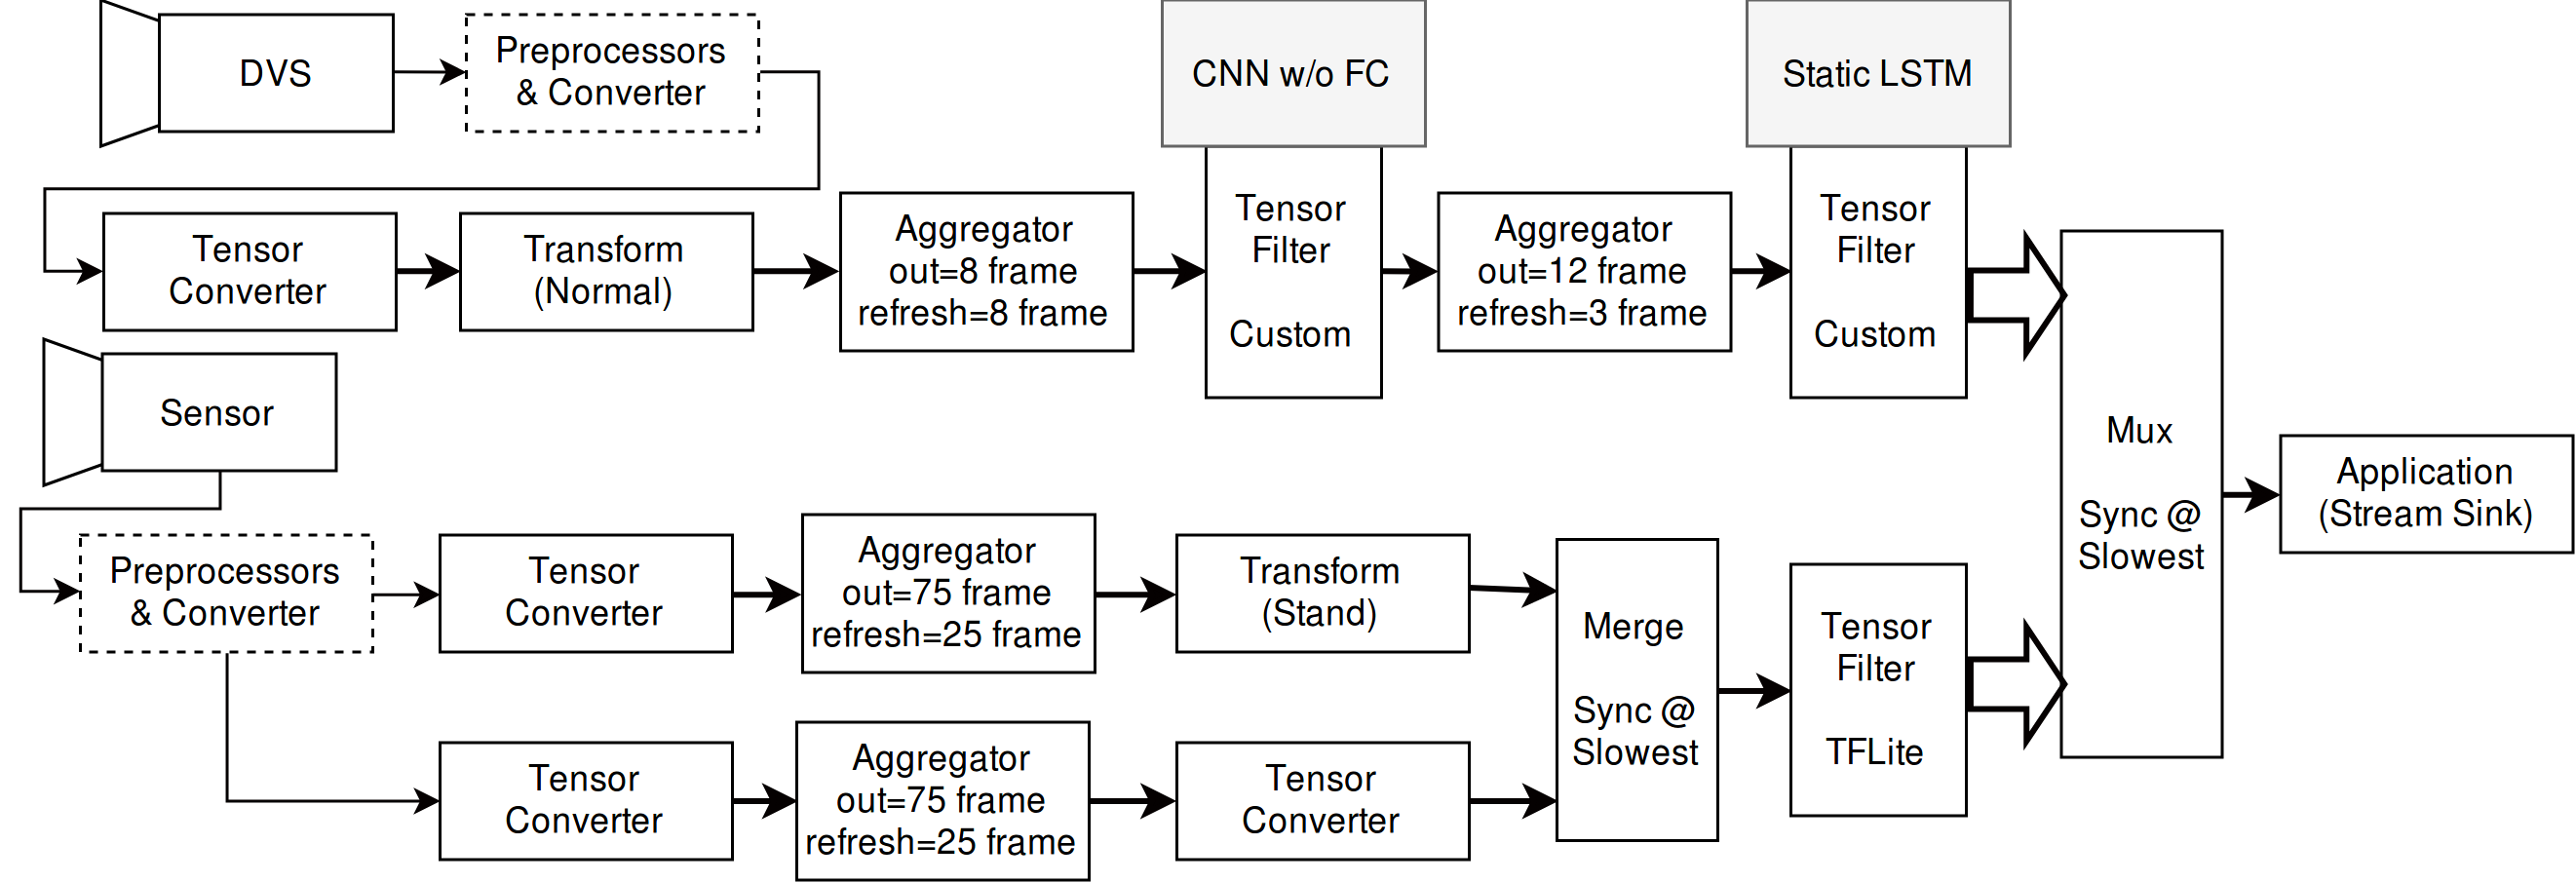 DVS
Preprocessors
& Converter
CNN w/o FC
Static LSTM
Tensor
Converter
Transform
(Normal)
Aggregator
out=8 frame
refresh=8 frame
Tensor
Filter
Custom
Aggregator
out=12 frame
refresh=3 frame
Tensor
Filter
Custom
Sensor
Preprocessors
& Converter
Tensor
Converter
Aggregator
out=75 frame
refresh=25 frame
Transform
(Stand)
Tensor
Converter
Aggregator
out=75 frame
refresh=25 frame
Tensor
Converter
Merge
Sync @
Slowest
Tensor
Filter
TFLite
Mux
Sync @
Slowest
Application
(Stream Sink)